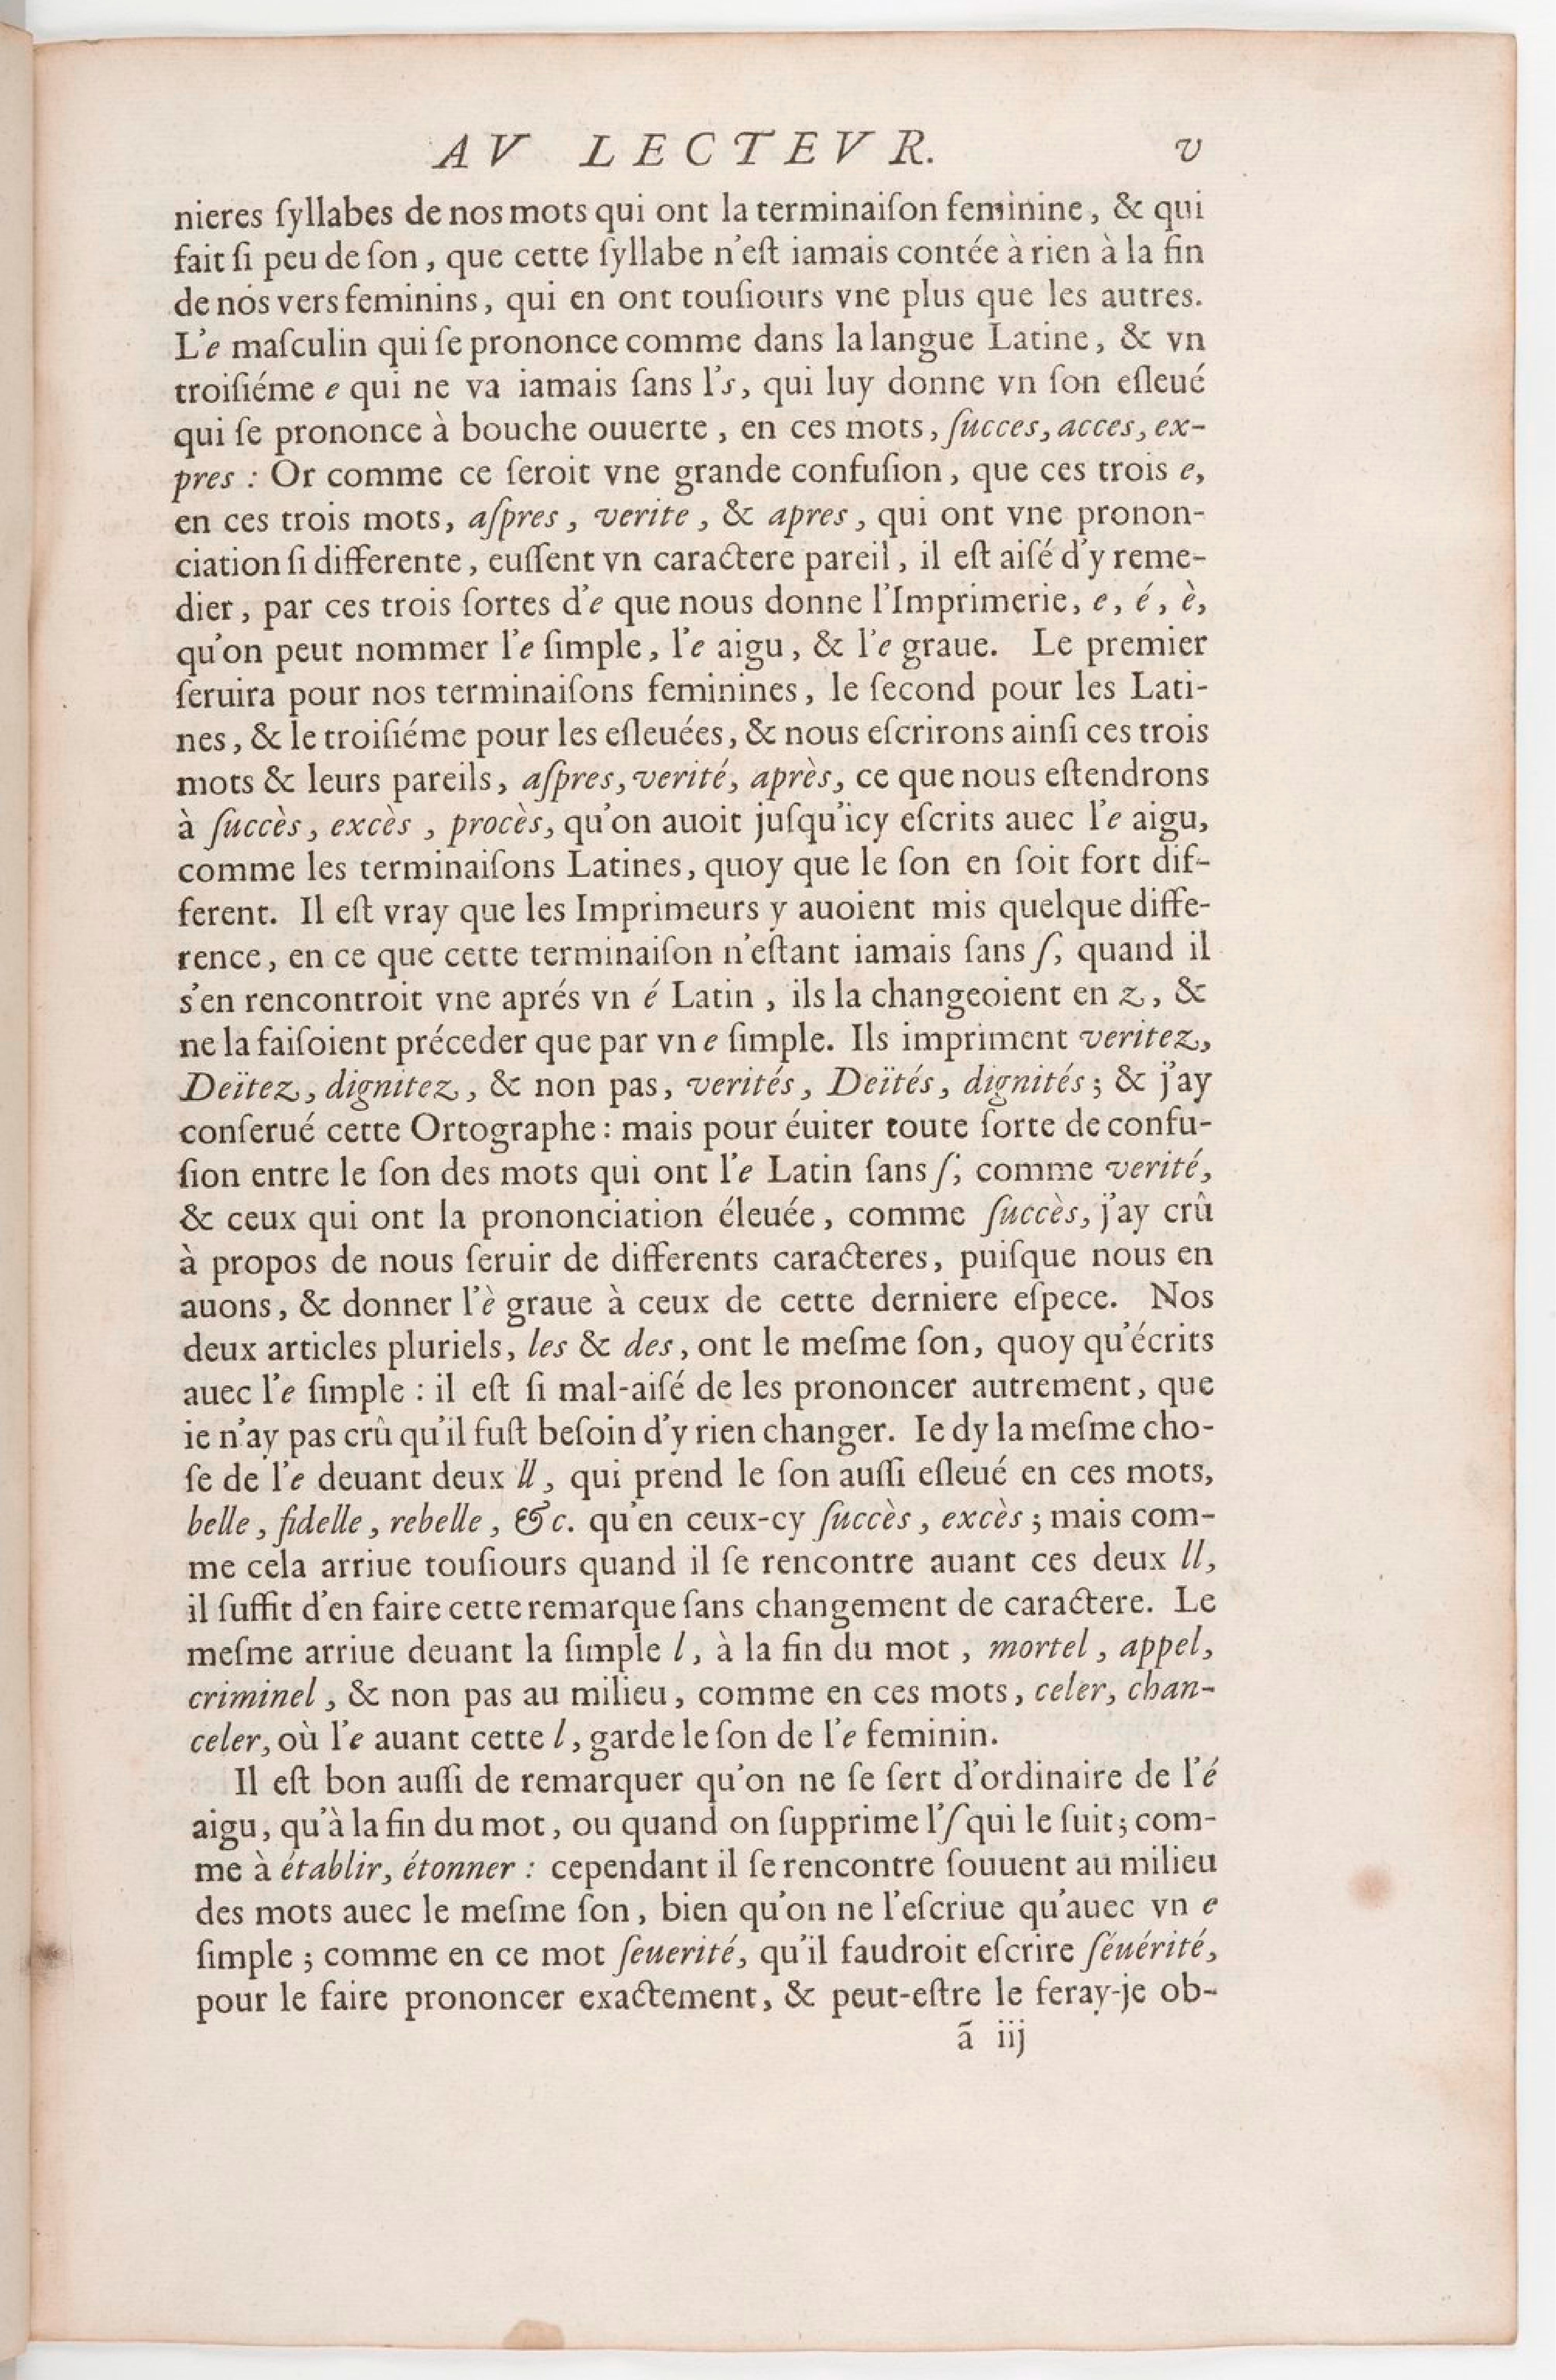 AV LECTEVR. v
nieres ſyllabes de nos mots qui ont la terminaiſon feminine, & qui
fait ſi peu de ſon, que cette ſyllabe n'eſt iamais contée à rien à la fin
de nos vers feminins, qui en ont touſiours vne plus que les autres.
L'e maſculin qui ſe prononce comme dans la langue Latine, & vn
troiſiéme e qui ne va iamais ſans l's, qui luy donne vn ſon eſleué
qui ſe prononce à bouche ouuerte, en ces mots, ſucces, acces, ex-
pres : Or comme ce ſeroit vne grande confuſion, que ces trois e,
en ces trois mots, aſpres, verite, & apres, qui ont vne pronon-
ciation ſi differente, euſſent vn caractere pareil, il eſt aiſé d'y reme-
dier, par ces trois ſortes d'e que nous donne l'Imprimerie, e, é, è,
qu'on peut nommer l'e ſimple, l'e aigu, & l'e graue. Le premier
ſeruira pour nos terminaiſons feminines, le ſecond pour les Lati-
nes, & le troiſiéme pour les eſleuées, & nous eſcrirons ainſi ces trois
mots & leurs pareils, aſpres, verité, après, ce que nous eſtendrons
à ſuccès, excès, procès, qu'on auoit juſqu'icy eſcrits auec l'e aigu,
comme les terminaiſons Latines, quoy que le ſon en ſoit fort dif-
ferent. Il eſt vray que les Imprimeurs y auoient mis quelque diffe-
rence, en ce que cette terminaiſon n'eſtant iamais ſans ſ, quand il
s'en rencontroit vne aprés vn é Latin, ils la changeoient en z, &
ne la faiſoient préceder que par vn e ſimple. Ils impriment veritez,
Deïtez, dignitez, & non pas, verités, Deïtés, dignités; & j'ay
conſerué cette Ortographe: mais pour éuiter toute ſorte de confu-
ſion entre le ſon des mots qui ont l'e Latin ſans ſ, comme verité,
& ceux qui ont la prononciation éleuée, comme ſuccès, j'ay crû
à propos de nous ſeruir de differents caracteres, puiſque nous en
auons, & donner l'è graue à ceux de cette derniere eſpece. Nos
deux articles pluriels, les & des, ont le meſme ſon, quoy qu'écrits
auec l'e ſimple : il eſt ſi mal-aiſé de les prononcer autrement, que
ie n'ay pas crû qu'il fuſt beſoin d'y rien changer. Ie dy la meſme cho-
ſe de l'e deuant deux ll, qui prend le ſon auſſi eſleué en ces mots,
belle, fidelle, rebelle, &c. qu'en ceux-cy ſuccès, excès; mais com-
me cela arriue touſiours quand il ſe rencontre auant ces deux ll,
il ſuffit d'en faire cette remarque ſans changement de caractere. Le
meſme arriue deuant la ſimple l, à la fin du mot, mortel, appel,
criminel, & non pas au milieu, comme en ces mots, celer, chan-
celer, où l'e auant cette l, garde le ſon de l'e feminin.
Il eſt bon auſſi de remarquer qu'on ne ſe ſert d'ordinaire de l'é
aigu, qu'à la fin du mot, ou quand on ſupprime l'ſ qui le ſuit; com-
me à établir, étonner : cependant il ſe rencontre ſouuent au milieu
des mots auec le meſme ſon, bien qu'on ne l'eſcriue qu'auec vn e
ſimple; comme en ce mot ſeuerité, qu'il faudroit eſcrire ſéuérité,
pour le faire prononcer exactement, & peut-eſtre le feray-je ob-
ã iij